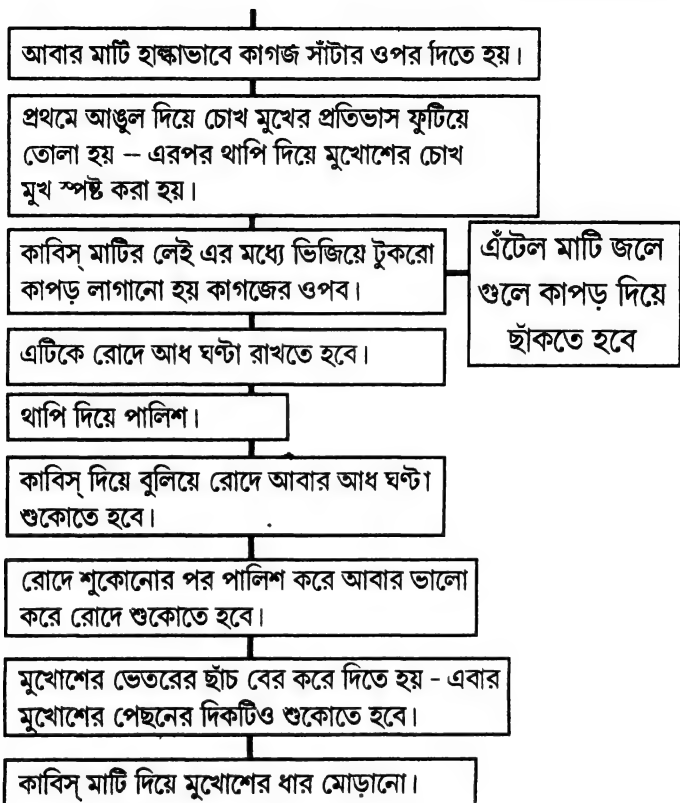 আবার মাটি হাল্কাভাবে কাগজ সাঁটার ওপর দিতে হয়।
প্রথমে আঙুল দিয়ে চোখ মুখের প্রতিভাস ফুটিয়ে
তোলা হয় – এরপর থাপি দিয়ে মুখোশের চোখ
মুখ স্পষ্ট করা হয়।
কাবিস্ মাটির লেই এর মধ্যে ভিজিয়ে টুকরো
কাপড় লাগানো হয় কাগজের ওপব।
এঁটেল মাটি জলে
গুলে কাপড় দিয়ে
ছাঁকতে হবে
এটিকে রোদে আধ ঘণ্টা রাখতে হবে।
থাপি দিয়ে পালিশ।
কাবিস্ দিয়ে বুলিয়ে রোদে আবার আধ ঘণ্টা
শুকোতে হবে।
রোদে শুকোনোর পর পালিশ করে আবার ভালো
করে রোদে শুকোতে হবে।
মুখোশের ভেতরের ছাঁচ বের করে দিতে হয় - এবার
মুখোশের পেছনের দিকটিও শুকোতে হবে।
কাবিস্ মাটি দিয়ে মুখোশের ধার মোড়ানো।